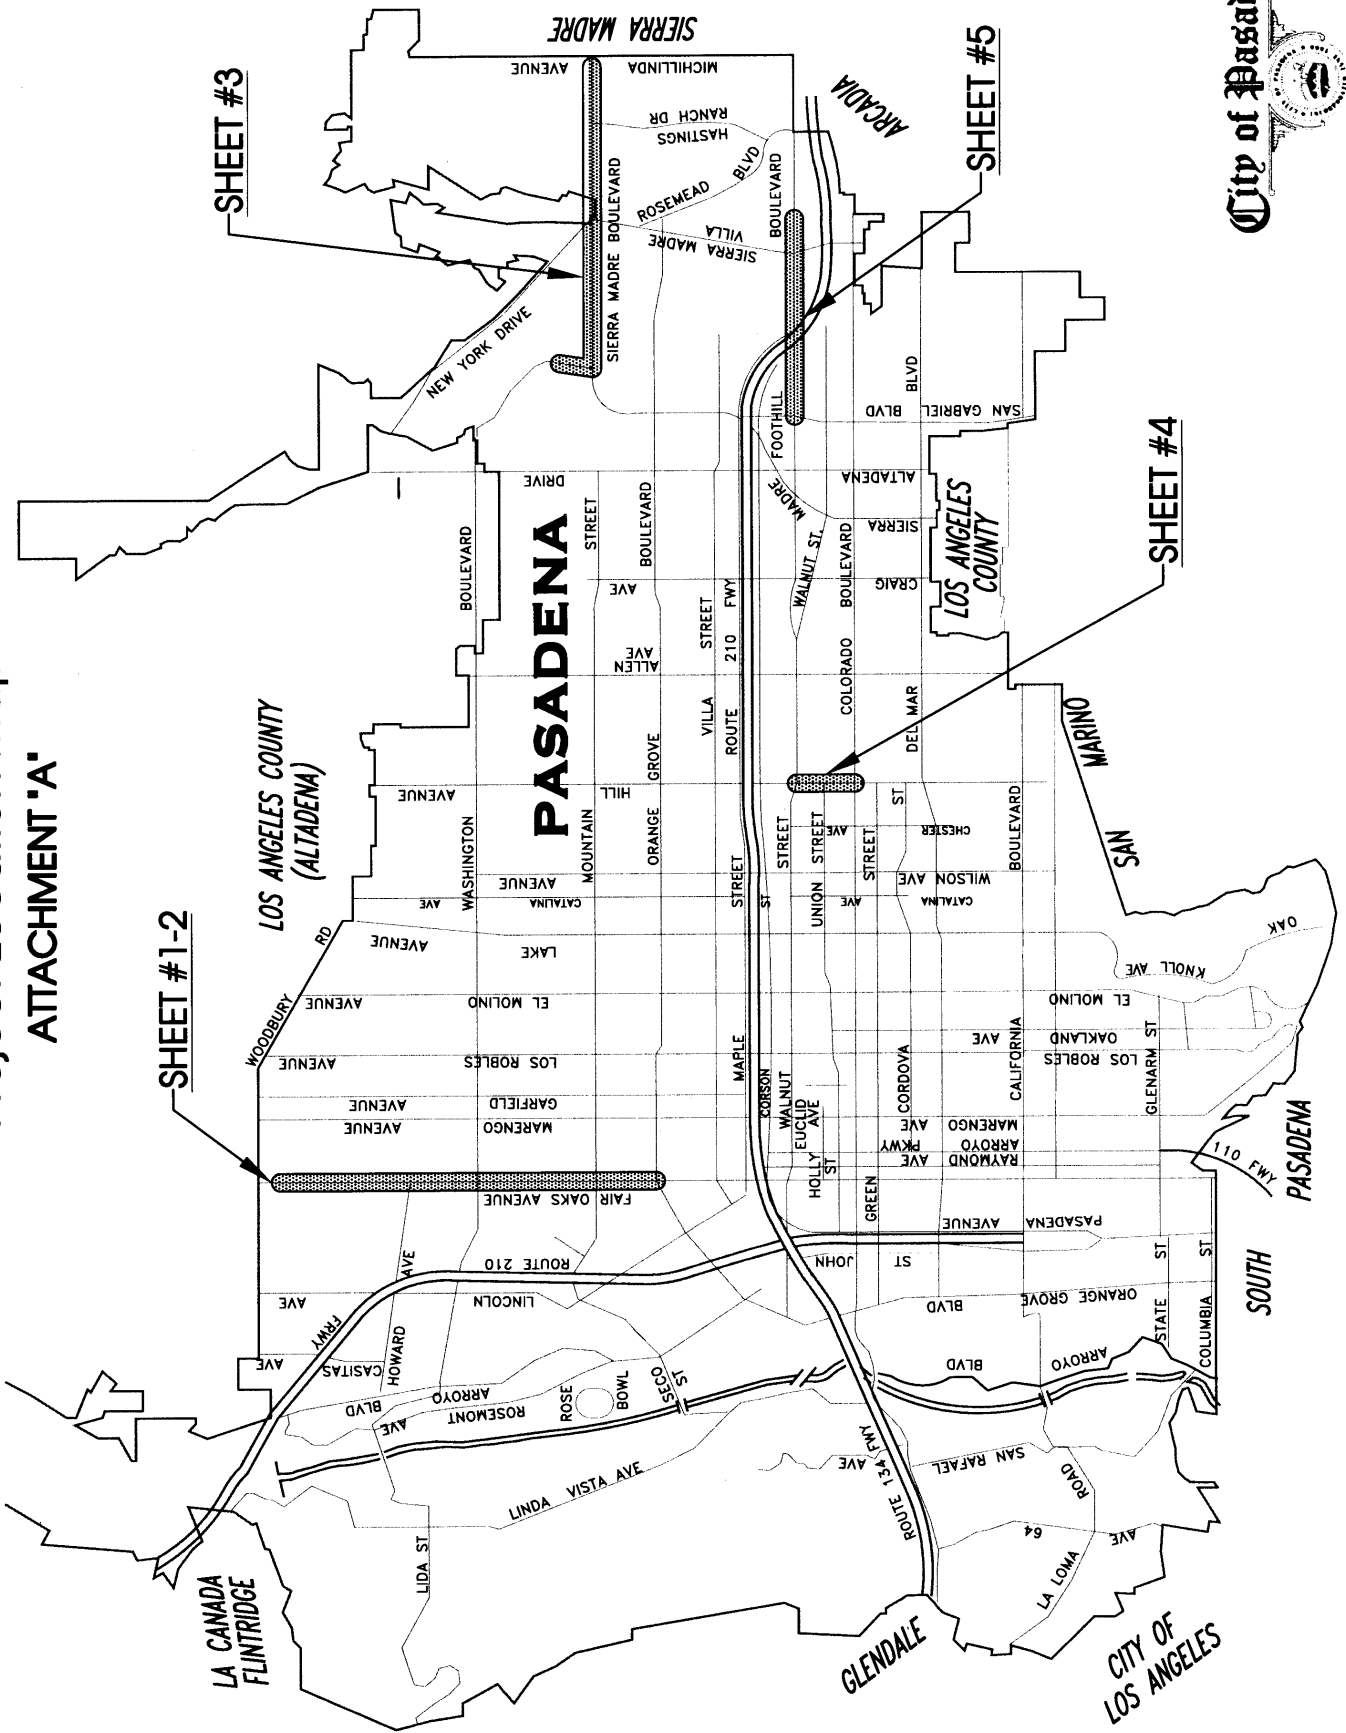 ATTACHMENT "A"
SHEET #1-2
SHEET #3
SHEET #4
SHEET #5
City of Pasad
PASADENA
LOS ANGELES COUNTY
(ALTADENA)
LA CANADA
FLINTRIDGE
GLENDALE
CITY OF
LOS ANGELES
SOUTH
PASADENA
SAN
MARINO
LOS ANGELES
COUNTY
ARCADIA
SIERRA MADRE
WOODBURY
RD
NEW YORK DRIVE
SIERRA MADRE BOULEVARD
MICHILLINDA
AVENUE
HASTINGS
RANCH DR
ROSEMEAD
BLVD
SIERRA MADRE
VILLA
FOOTHILL
BOULEVARD
SAN GABRIEL
BLVD
ALTADENA
DRIVE
SIERRA
MADRE
CRAIG
AVE
ALLEN
AVE
HILL
AVENUE
CHESTER
AVE
WILSON AVE
AVENUE
CATALINA
AVE
CATALINA
AVE
LAKE
AVENUE
EL MOLINO
AVENUE
EL MOLINO
OAKLAND
AVE
LOS ROBLES
AVENUE
LOS ROBLES
GARFIELD
AVENUE
MARENGO
AVENUE
MARENGO
AVE
ARROYO
PKWY
RAYMOND
AVE
FAIR OAKS AVENUE
PASADENA
AVENUE
JOHN
ST
ORANGE GROVE
BLVD
LINCOLN
AVE
CASITAS
AVE
ROUTE 210
FRWY
HOWARD
AVE
ARROYO
BLVD
ROSEMONT
AVE
ROSE
BOWL
SECO
ST
LINDA VISTA AVE
LIDA ST
WASHINGTON
BOULEVARD
MOUNTAIN
STREET
ORANGE
GROVE
BOULEVARD
VILLA
STREET
MAPLE
STREET
ROUTE
210
FWY
CORSON
ST
WALNUT
STREET
WALNUT ST.
EUCLID
AVE
HOLLY
ST
UNION
STREET
COLORADO
BOULEVARD
GREEN
STREET
CORDOVA
ST
DEL MAR
BLVD
CALIFORNIA
BOULEVARD
GLENARM ST
STATE
ST
COLUMBIA
ST
110 FWY
OAK
KNOLL AVE
ARROYO
BLVD
ROUTE 134 FWY
SAN RAFAEL
AVE
LA LOMA
ROAD
64
AVE